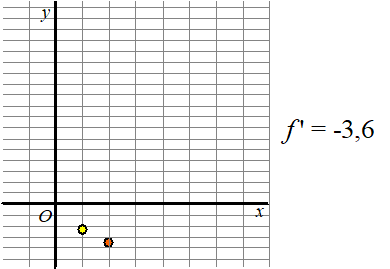 y
f' = -3,6
O
x